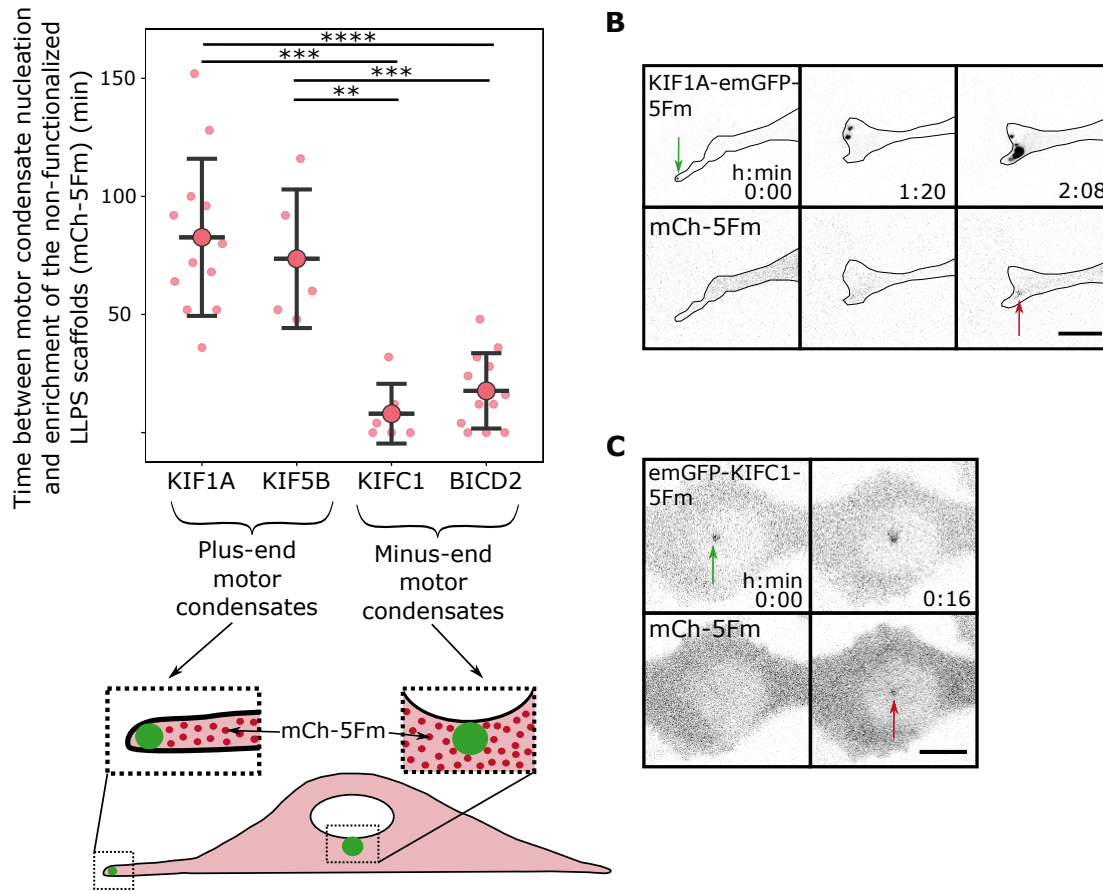 Time between motor condensate nucleation
and enrichment of the non-functionalized
LLPS scaffolds (mCh-5Fm) (min)
150
100
50
****
***
***
**
KIF1A KIF5B KIFC1 BICD2
Plus-end
motor
condensates
Minus-end
motor
condensates
mCh-5Fm
B
KIF1A-emGFP-
5Fm
h:min
0:00
1:20
2:08
mCh-5Fm
C
emGFP-KIFC1-
5Fm
h:min
0:00
0:16
mCh-5Fm